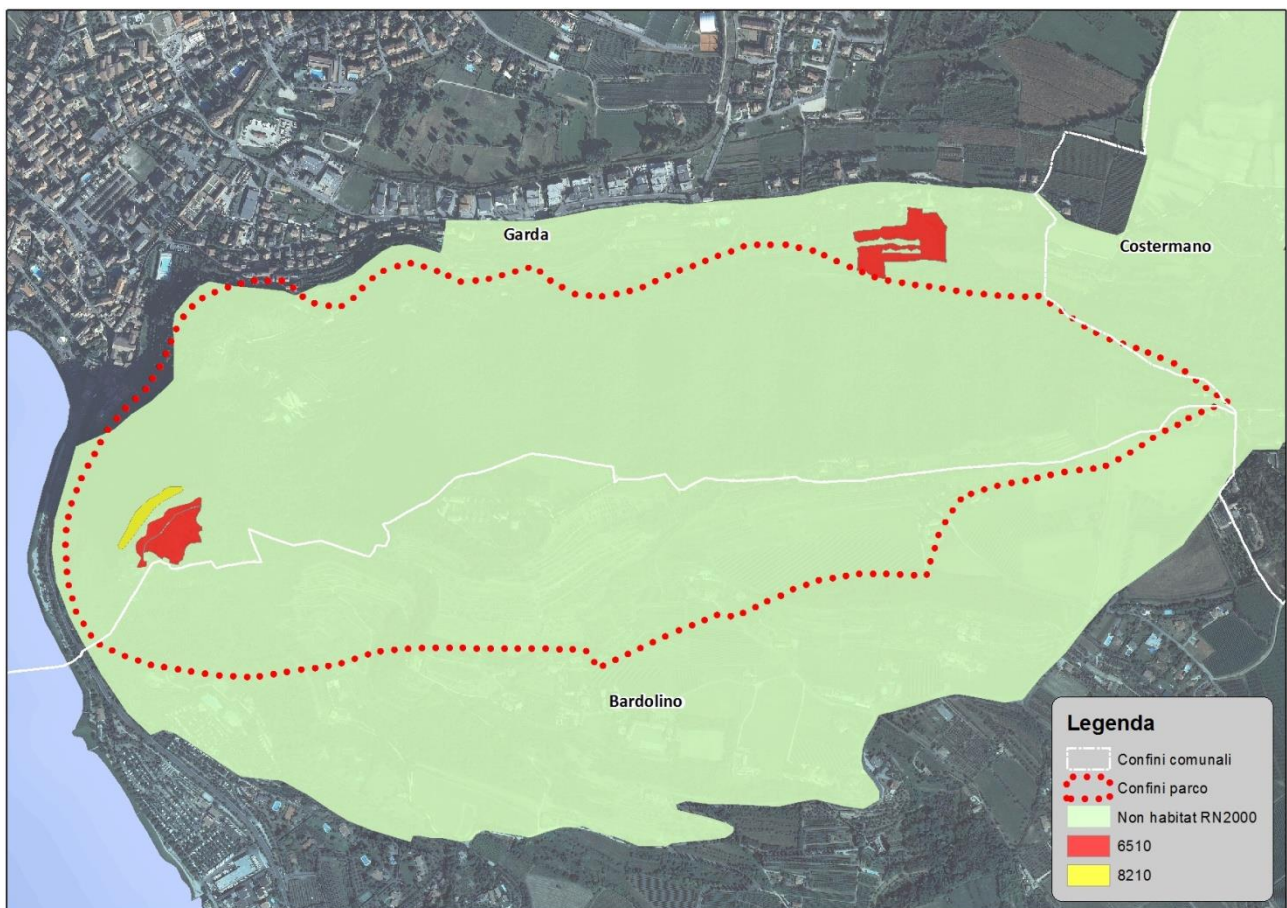 Garda
Costermano
Bardolino
Legenda
Confini comunali
Confini parco
Non habitat RN2000
6510
8210